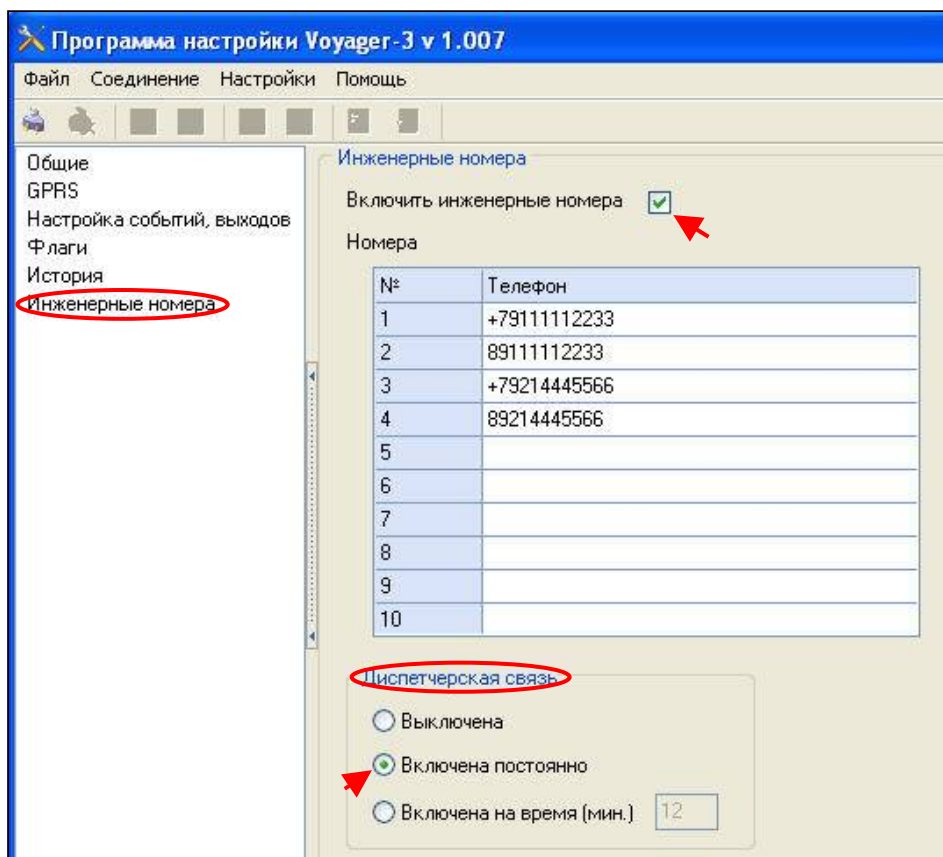 Программа настройки Voyager-3 v 1.007
Файл Соединение Настройки Помощь
Общие
GPRS
Настройка событий, выходов
Флаги
История
Инженерные номера
Инженерные номера
Включить инженерные номера
Номера
№ Телефон
1 +79111112233
2 89111112233
3 +79214445566
4 89214445566
5
6
7
8
9
10
Диспетчерская связь
Выключена
Включена постоянно
Включена на время (мин.) 12